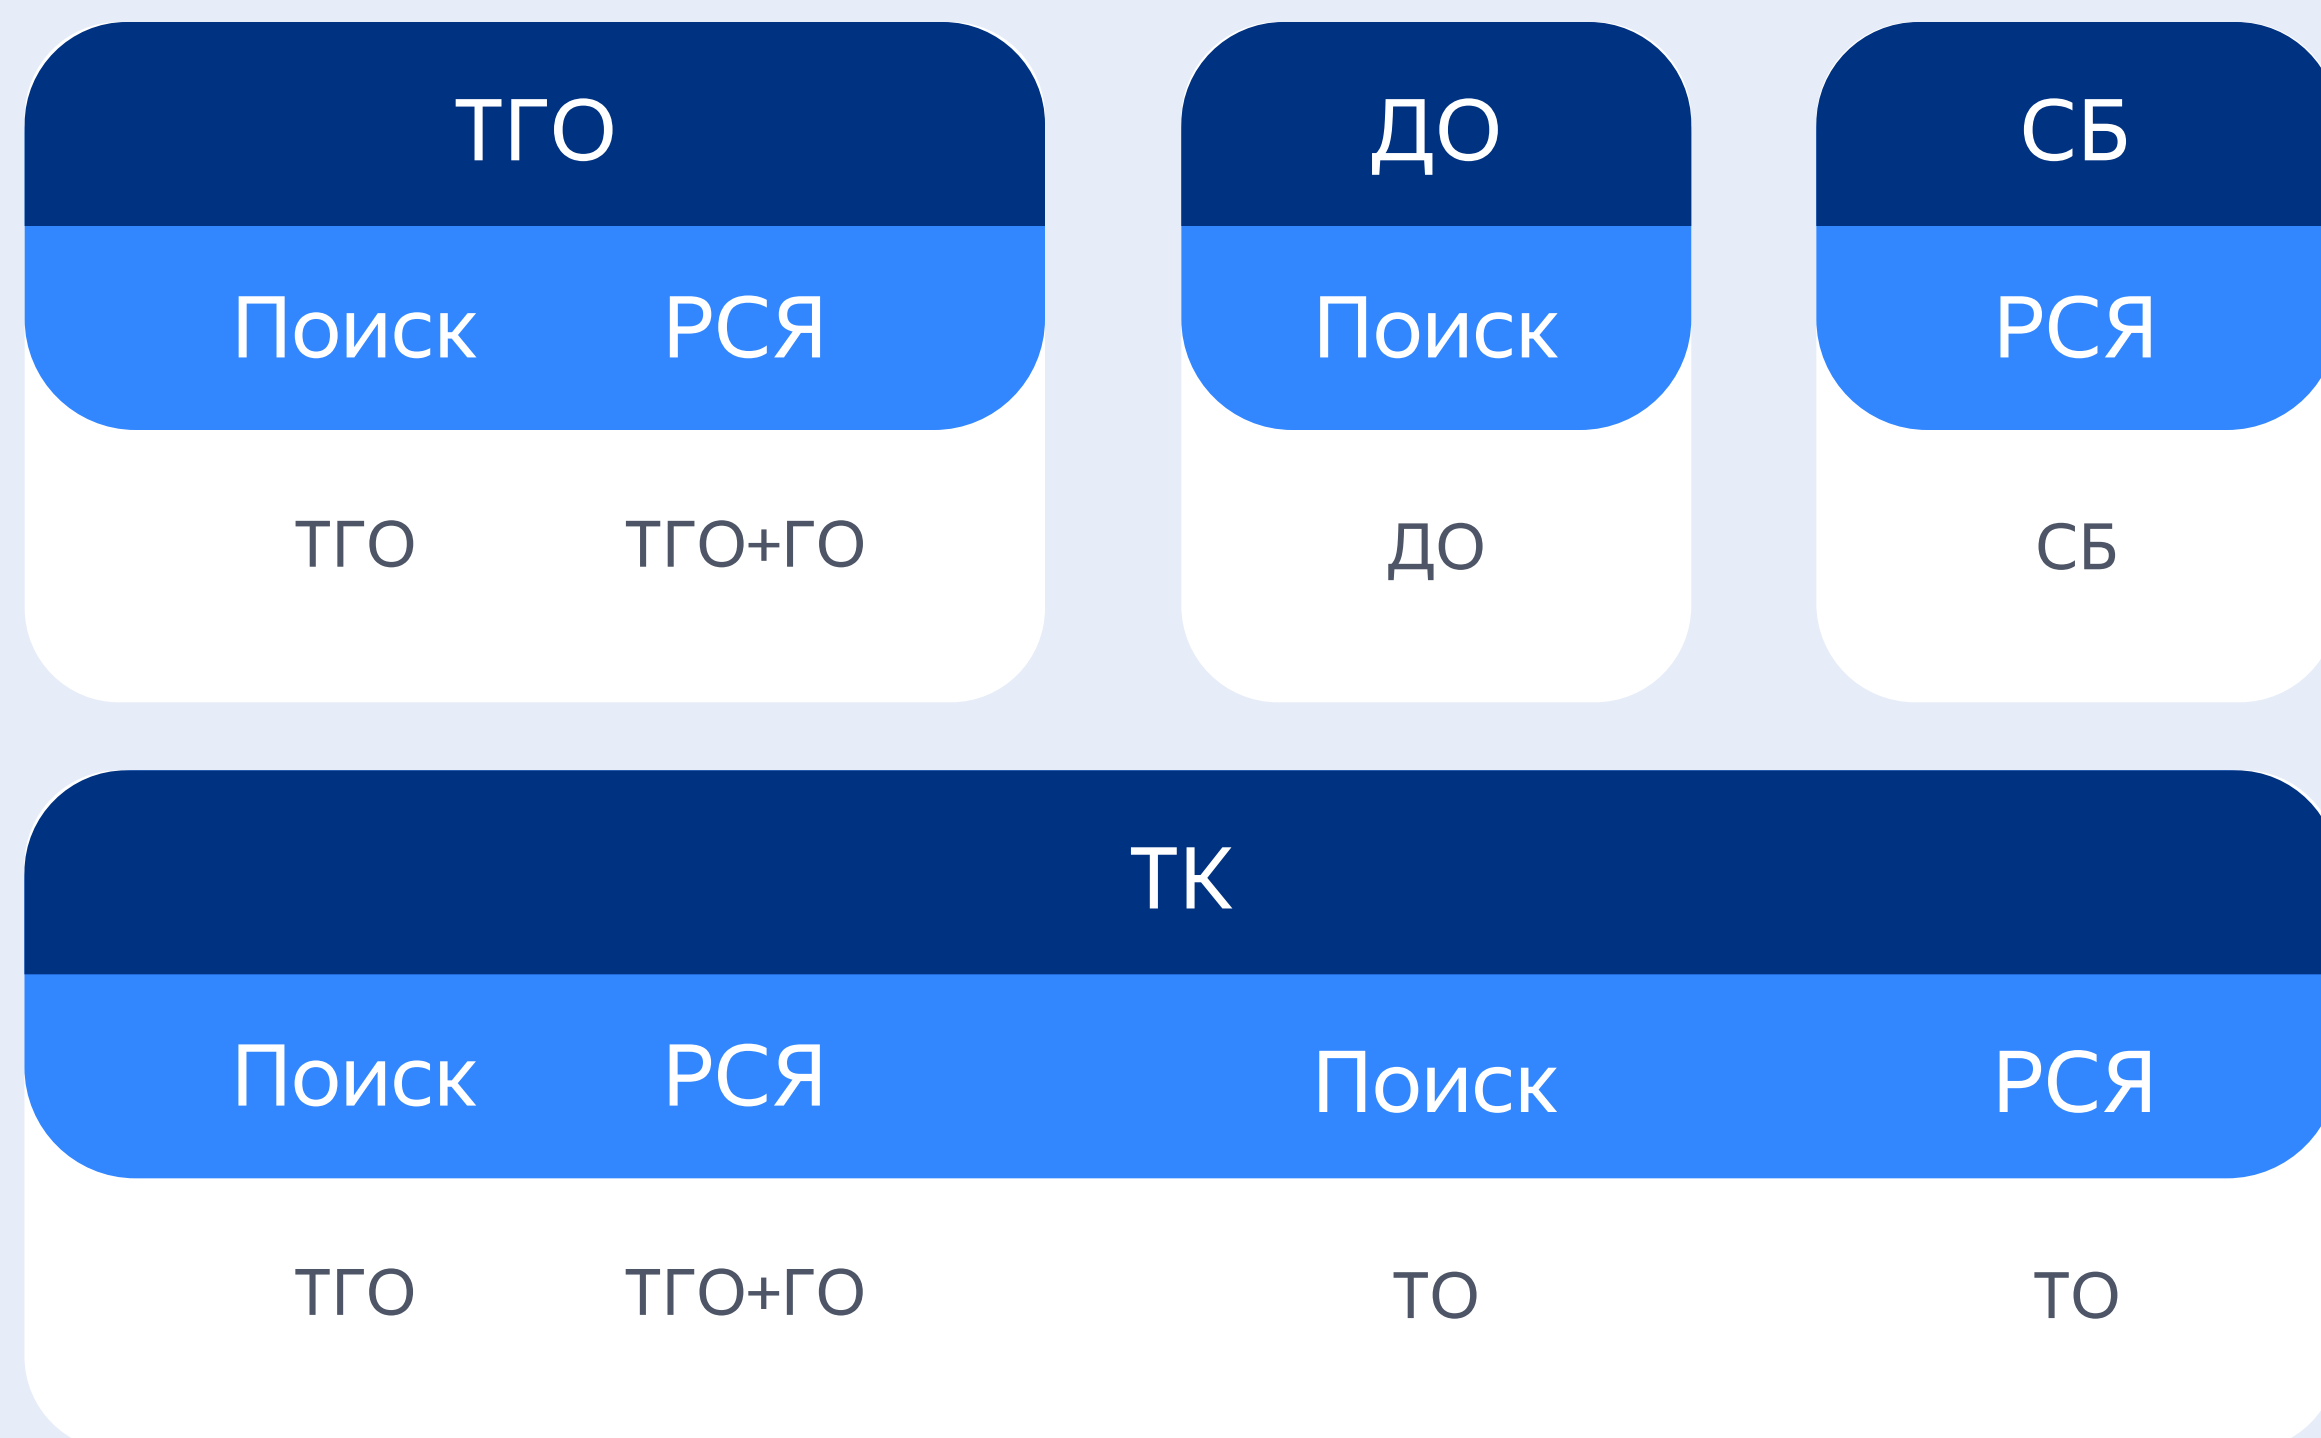 ТГО
Поиск РСЯ
ТГО ТГО+ГО
ДО
Поиск
ДО
СБ
РСЯ
СБ
ТК
Поиск РСЯ Поиск РСЯ
ТГО ТГО+ГО ТО ТО